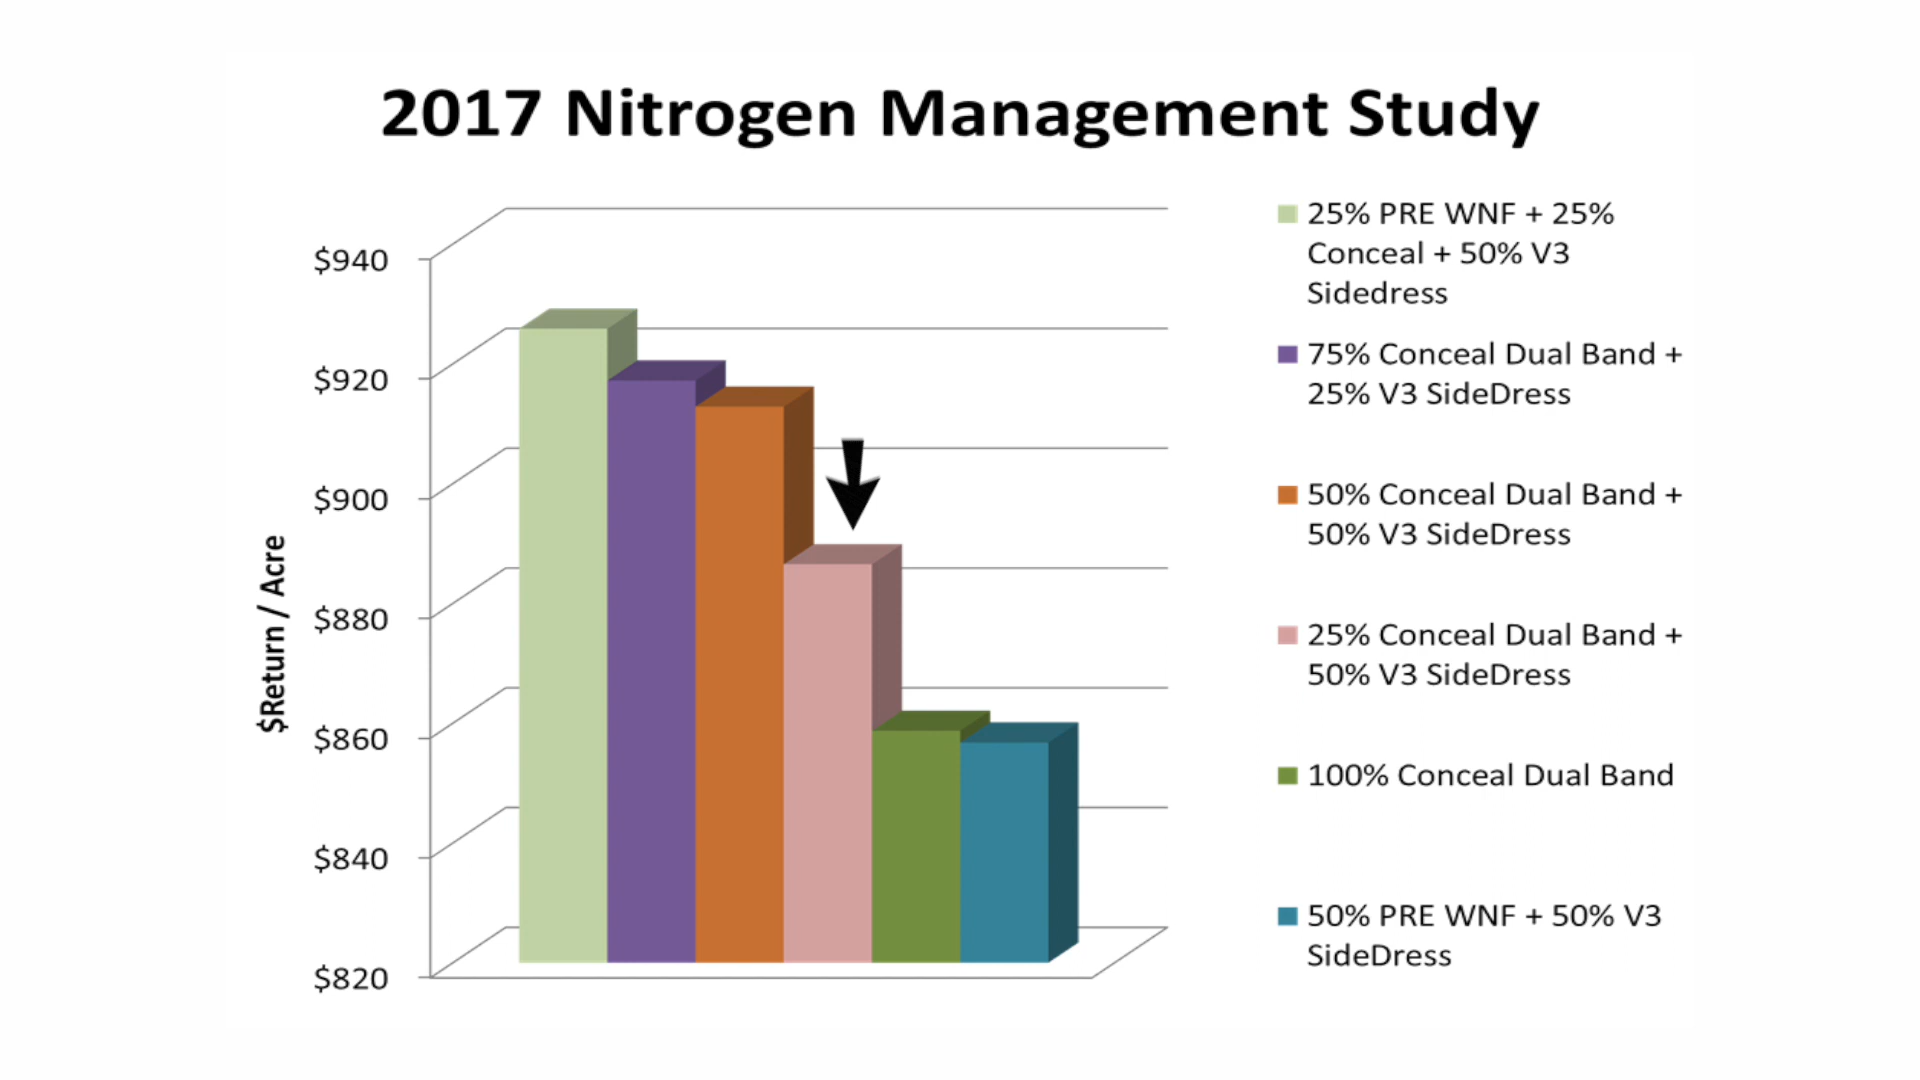 2017 Nitrogen Management Study
$Return / Acre
$940
$920
$900
$880
$860
$840
$820
25% PRE WNF + 25%
Conceal + 50% V3
Sidedress
75% Conceal Dual Band +
25% V3 SideDress
50% Conceal Dual Band +
50% V3 SideDress
25% Conceal Dual Band +
50% V3 SideDress
100% Conceal Dual Band
50% PRE WNF + 50% V3
SideDress